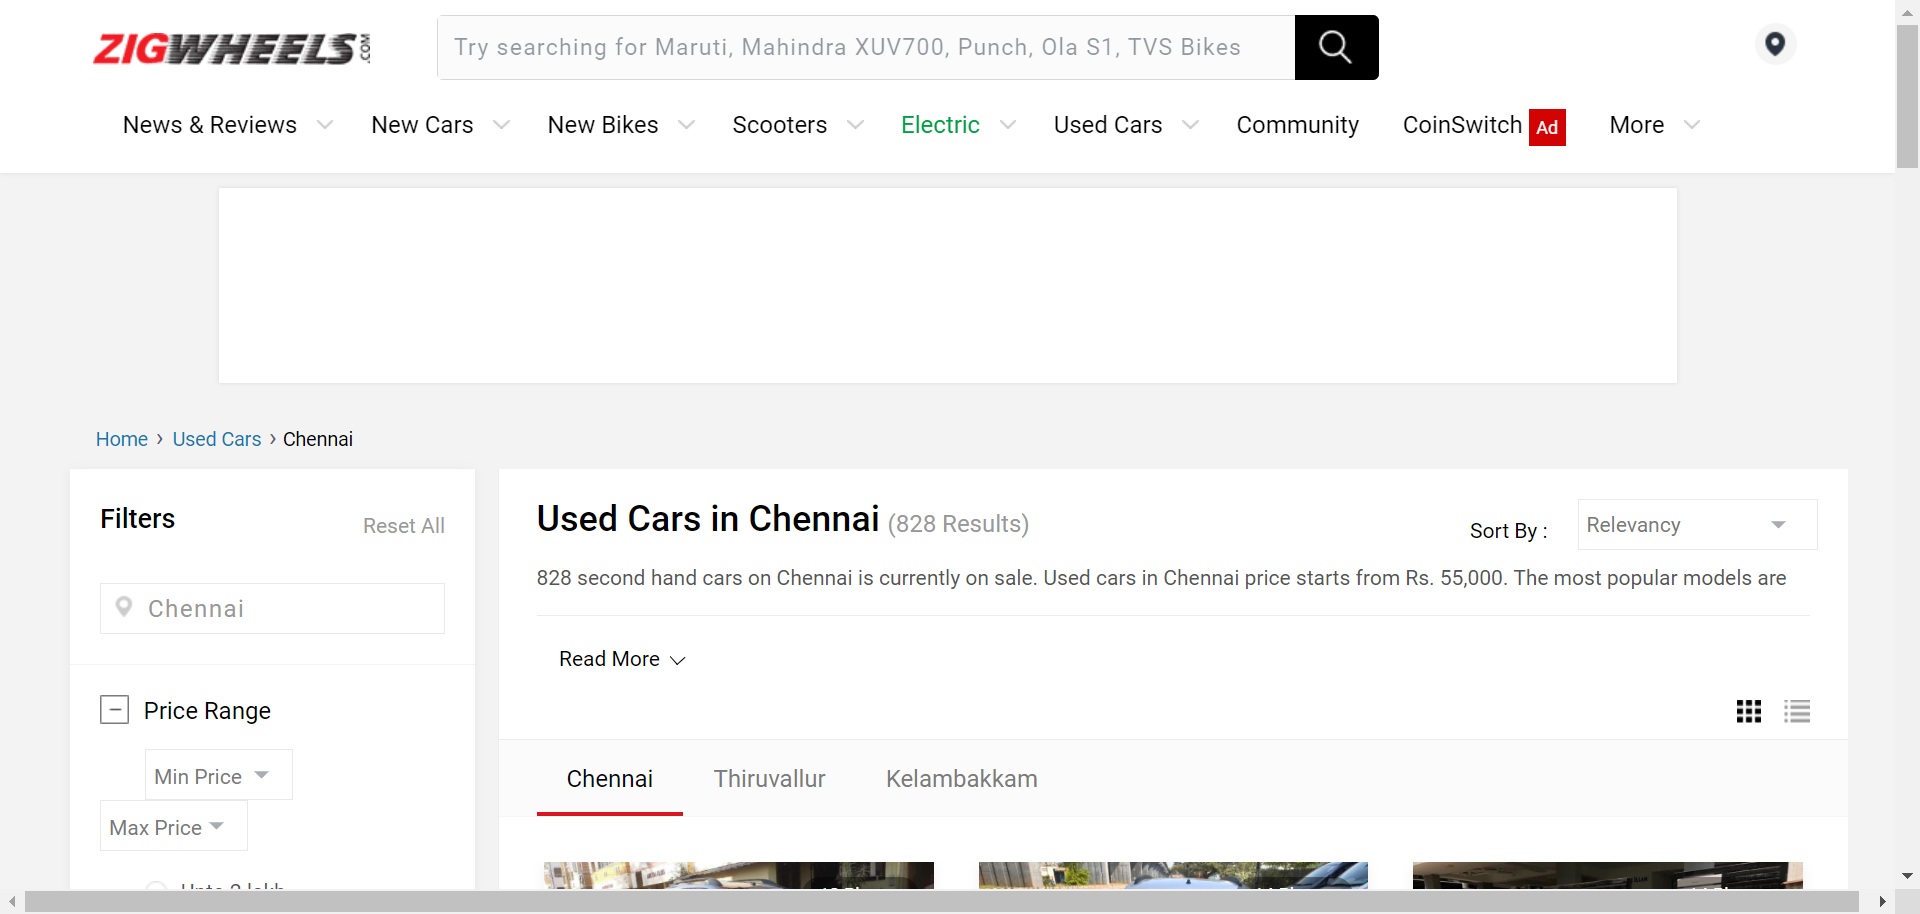 ZIGWHEELS.COM
Try searching for Maruti, Mahindra XUV700, Punch, Ola S1, TVS Bikes
News & Reviews New Cars New Bikes Scooters Electric Used Cars Community CoinSwitch Ad More
Home › Used Cars › Chennai
Filters
Reset All
Chennai
Price Range
Min Price
Max Price
Used Cars in Chennai (828 Results)
Sort By :
Relevancy
828 second hand cars on Chennai is currently on sale. Used cars in Chennai price starts from Rs. 55,000. The most popular models are
Read More
Chennai Thiruvallur Kelambakkam